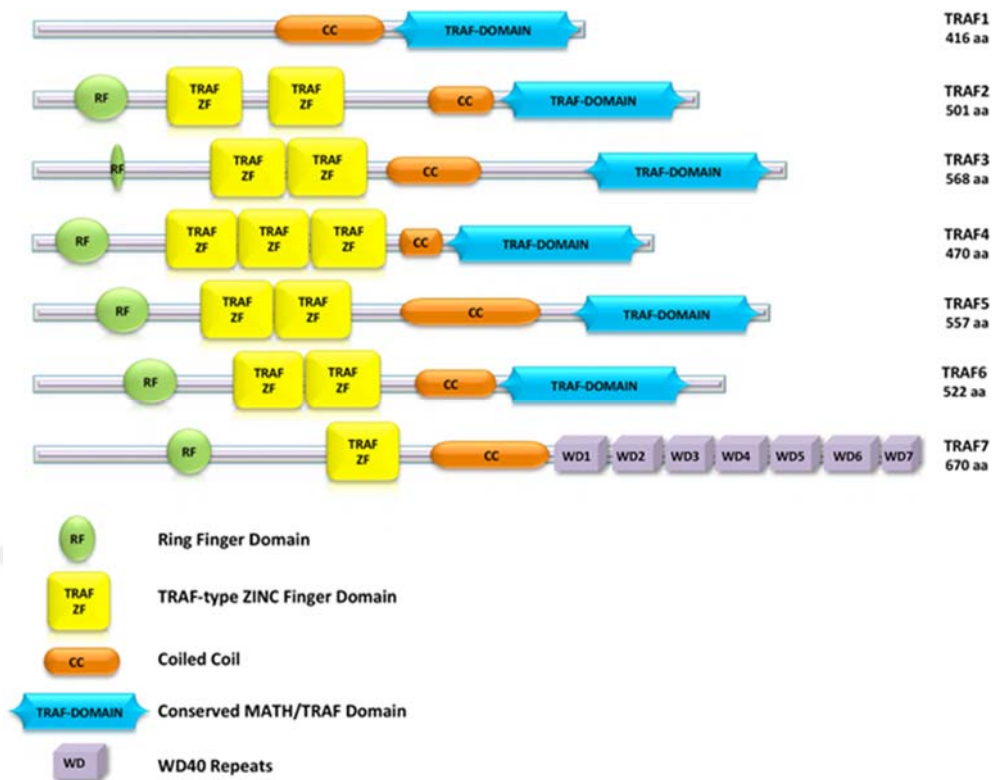 CC TRAF-DOMAIN TRAF1
416 aa
RF TRAF ZF TRAF ZF CC TRAF-DOMAIN TRAF2
501 aa
RF TRAF ZF TRAF ZF CC TRAF-DOMAIN TRAF3
568 aa
RF TRAF ZF TRAF ZF TRAF ZF CC TRAF-DOMAIN TRAF4
470 aa
RF TRAF ZF TRAF ZF CC TRAF-DOMAIN TRAF5
557 aa
RF TRAF ZF TRAF ZF CC TRAF-DOMAIN TRAF6
522 aa
RF TRAF ZF CC WD1 WD2 WD3 WD4 WD5 WD6 WD7 TRAF7
670 aa
RF Ring Finger Domain
TRAF ZF TRAF-type ZINC Finger Domain
CC Coiled Coil
TRAF-DOMAIN Conserved MATH/TRAF Domain
WD WD40 Repeats